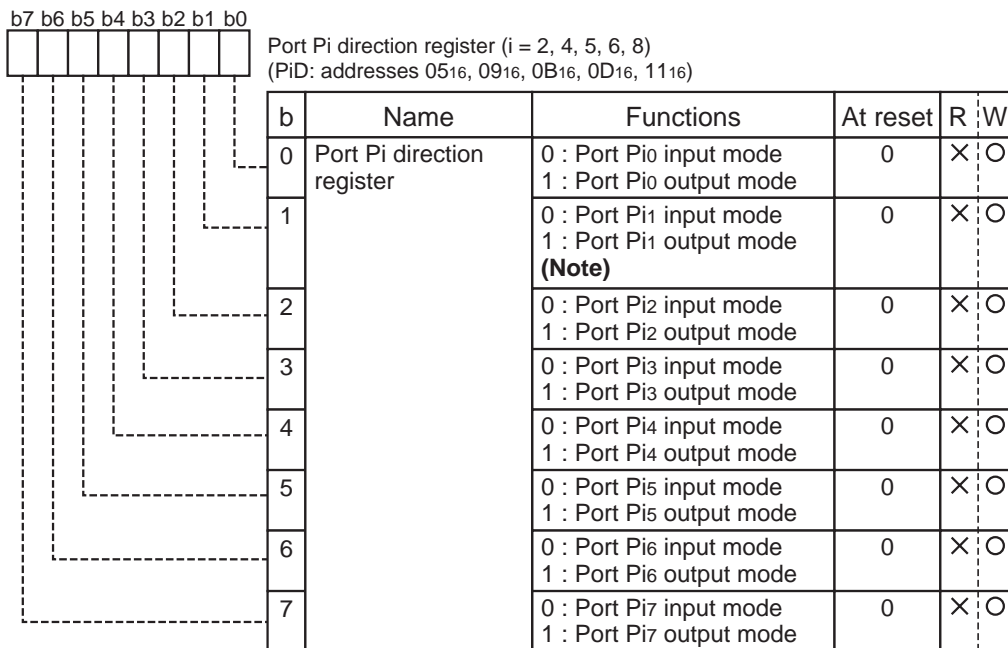 b7 b6 b5 b4 b3 b2 b1 b0
Port Pi direction register (i = 2, 4, 5, 6, 8)
(PiD: addresses 0516, 0916, 0B16, 0D16, 1116)
b Name Functions At reset R W
0 Port Pi direction 0 : Port Pi0 input mode 0 × O
register 1 : Port Pi0 output mode
1 0 : Port Pi1 input mode 0 × O
1 : Port Pi1 output mode
(Note)
2 0 : Port Pi2 input mode 0 × O
1 : Port Pi2 output mode
3 0 : Port Pi3 input mode 0 × O
1 : Port Pi3 output mode
4 0 : Port Pi4 input mode 0 × O
1 : Port Pi4 output mode
5 0 : Port Pi5 input mode 0 × O
1 : Port Pi5 output mode
6 0 : Port Pi6 input mode 0 × O
1 : Port Pi6 output mode
7 0 : Port Pi7 input mode 0 × O
1 : Port Pi7 output mode